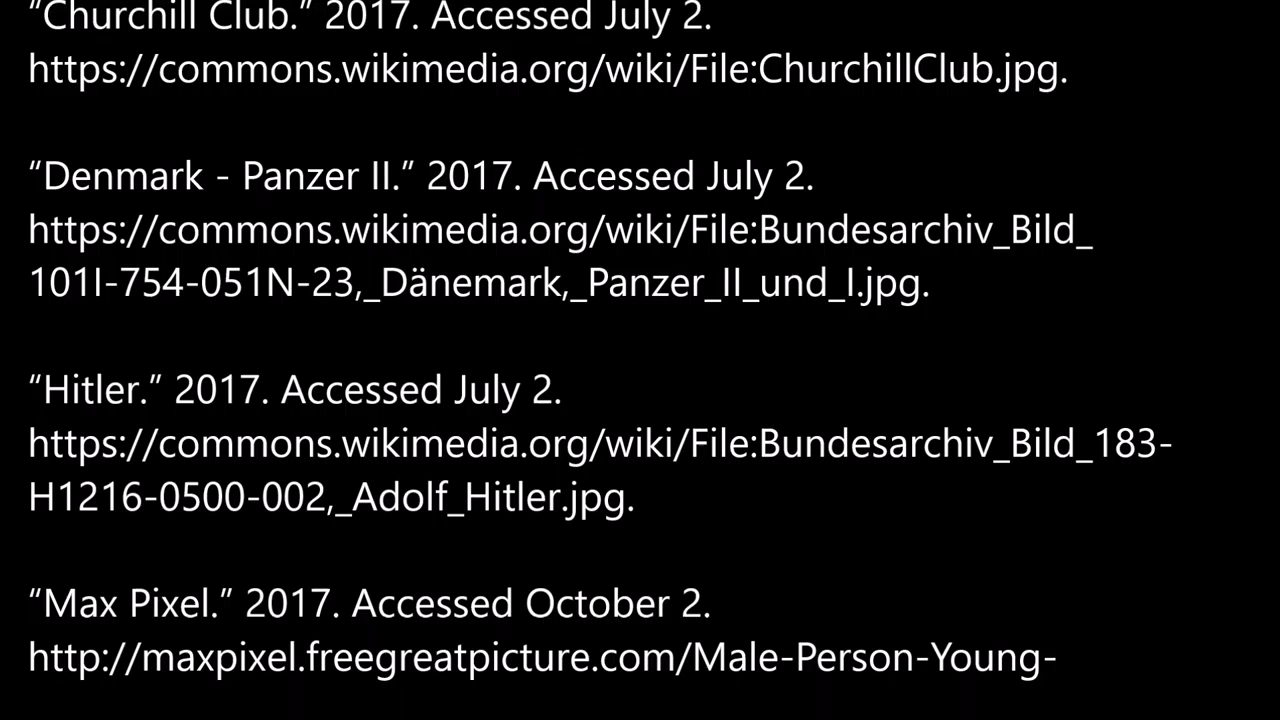 “Churchill Club.” 2017. Accessed July 2.
https://commons.wikimedia.org/wiki/File:ChurchillClub.jpg.
“Denmark - Panzer II.” 2017. Accessed July 2.
https://commons.wikimedia.org/wiki/File:Bundesarchiv_Bild_
101I-754-051N-23,_Dänemark,_Panzer_II_und_I.jpg.
“Hitler.” 2017. Accessed July 2.
https://commons.wikimedia.org/wiki/File:Bundesarchiv_Bild_183-
H1216-0500-002,_Adolf_Hitler.jpg.
“Max Pixel.” 2017. Accessed October 2.
http://maxpixel.freegreatpicture.com/Male-Person-Young-